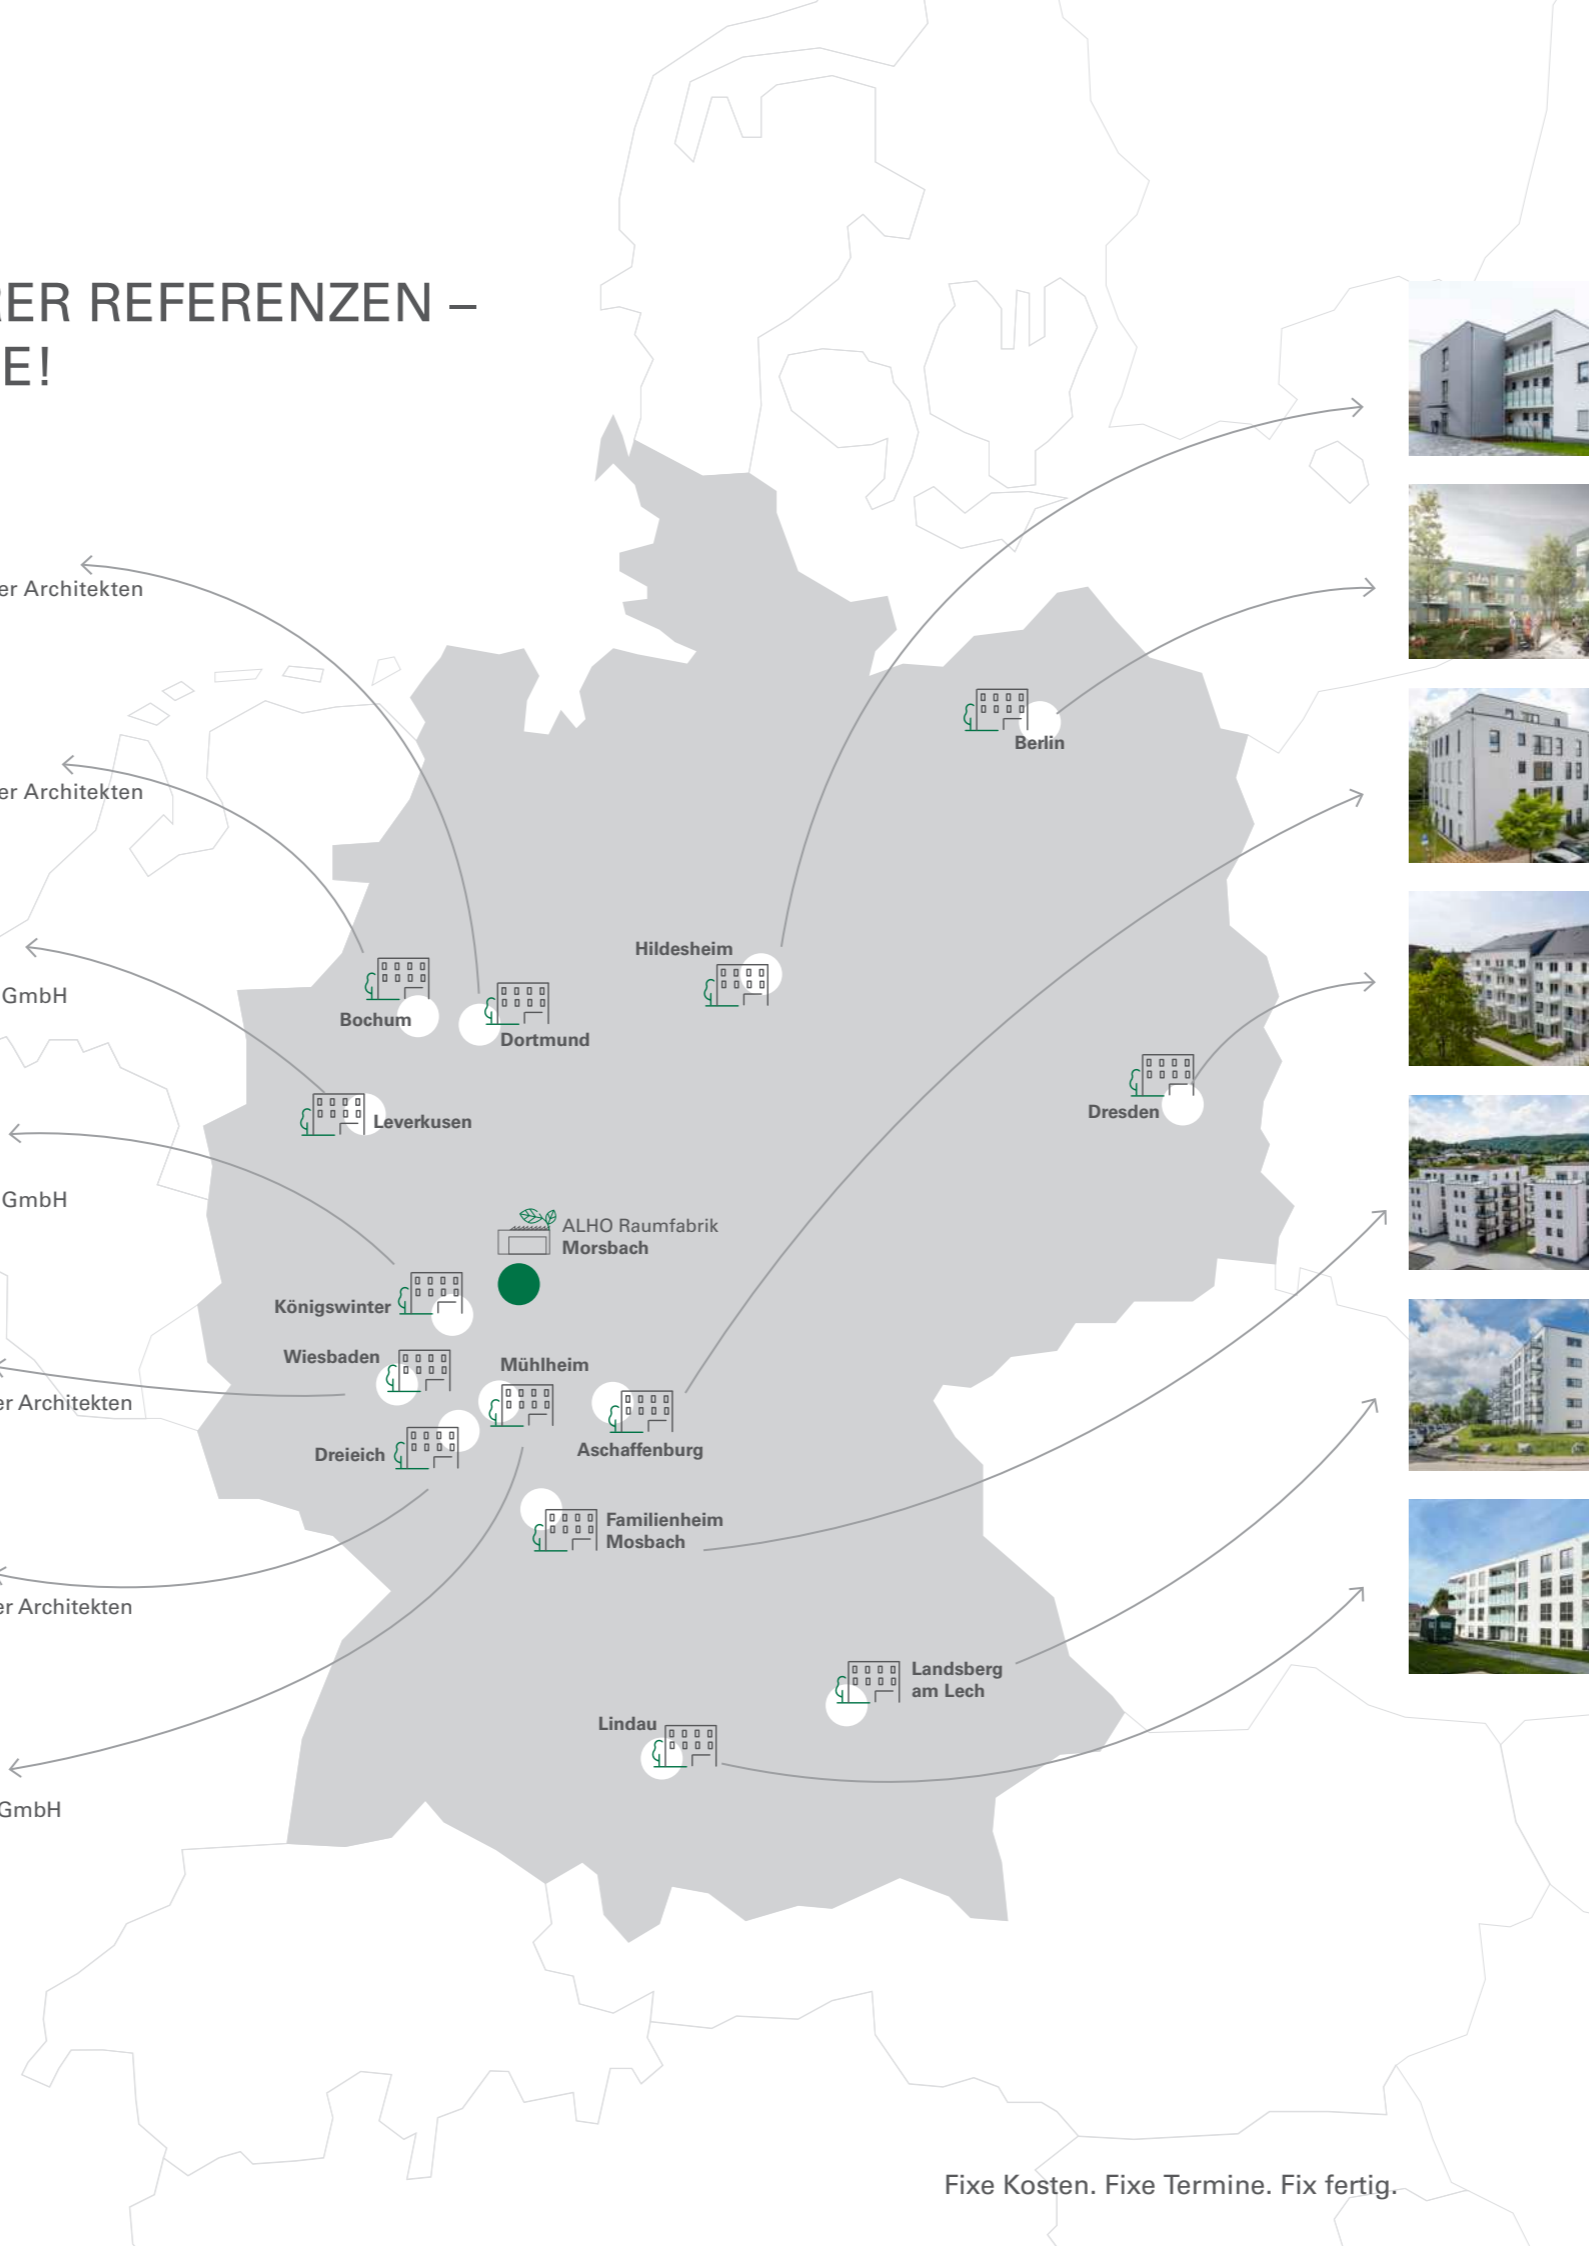 RER REFERENZEN –
E!
er Architekten
er Architekten
GmbH
GmbH
er Architekten
er Architekten
GmbH
Berlin
Hildesheim
Bochum
Dortmund
Leverkusen
Dresden
ALHO Raumfabrik
Morsbach
Königswinter
Wiesbaden
Mühlheim
Dreieich
Aschaffenburg
Familienheim
Mosbach
Landsberg
am Lech
Lindau
Fixe Kosten. Fixe Termine. Fix fertig.